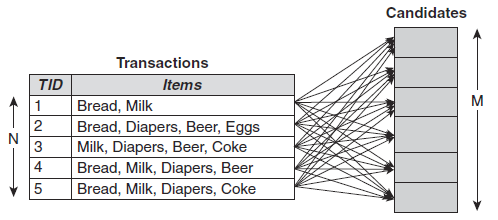 Candidates
Transactions
TID Items
1 Bread, Milk
2 Bread, Diapers, Beer, Eggs
3 Milk, Diapers, Beer, Coke
4 Bread, Milk, Diapers, Beer
5 Bread, Milk, Diapers, Coke
N
M